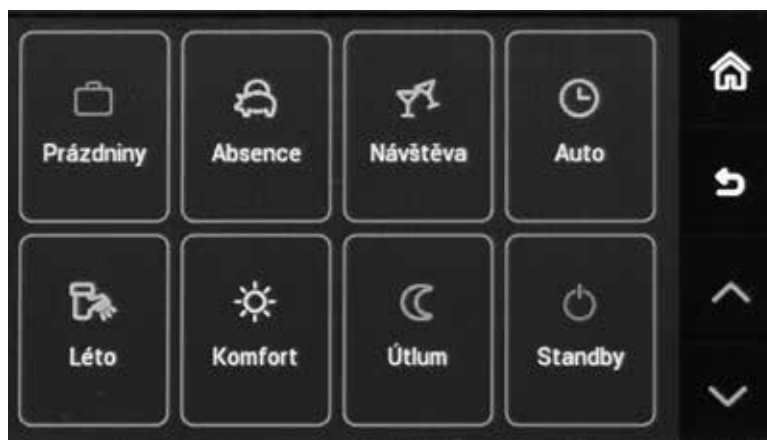 Prázdniny
Absence
Návštěva
Auto
Léto
Komfort
Útlum
Standby